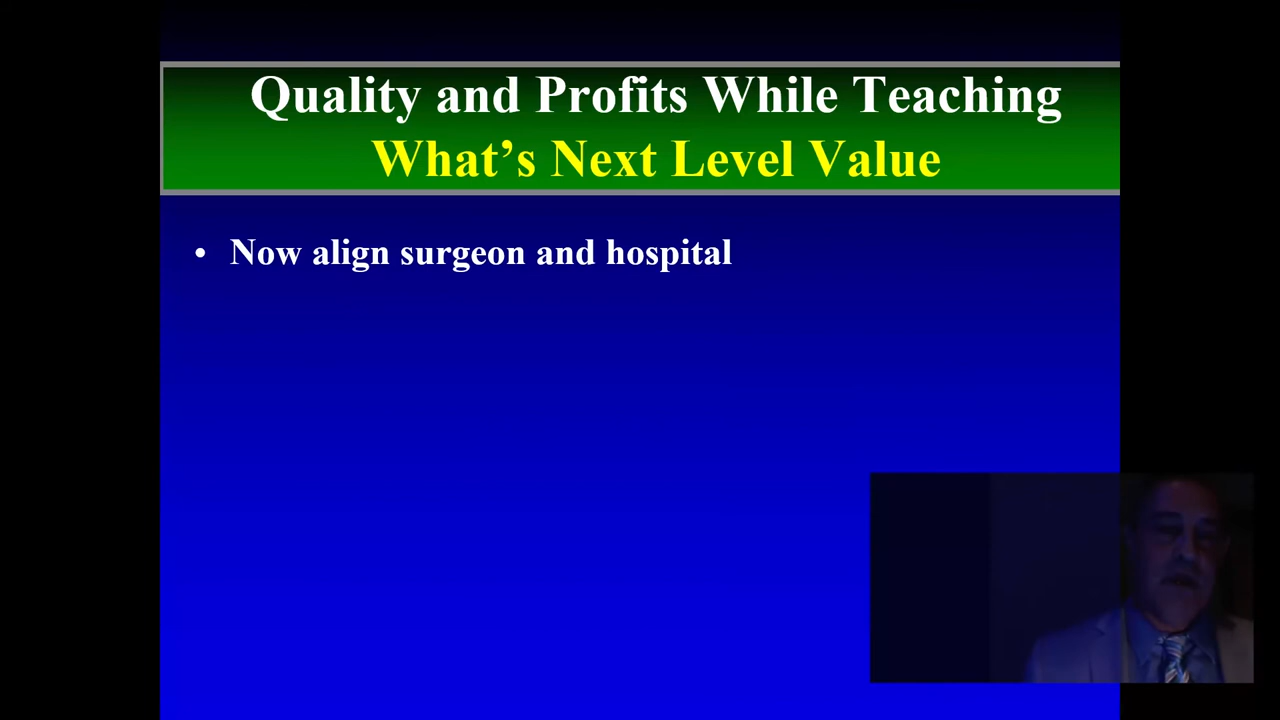 Quality and Profits While Teaching
What's Next Level Value
• Now align surgeon and hospital